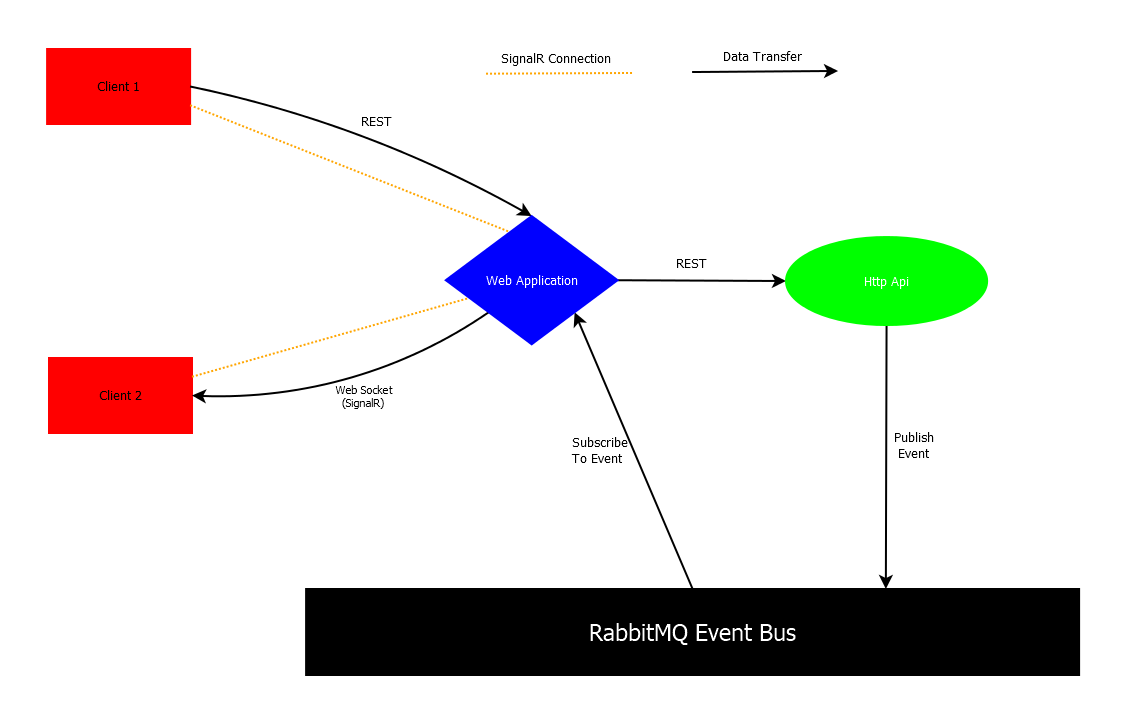 SignalR Connection
Data Transfer
Client 1
REST
Web Application
REST
Http Api
Client 2
Web Socket
(SignalR)
Subscribe
To Event
Publish
Event
RabbitMQ Event Bus